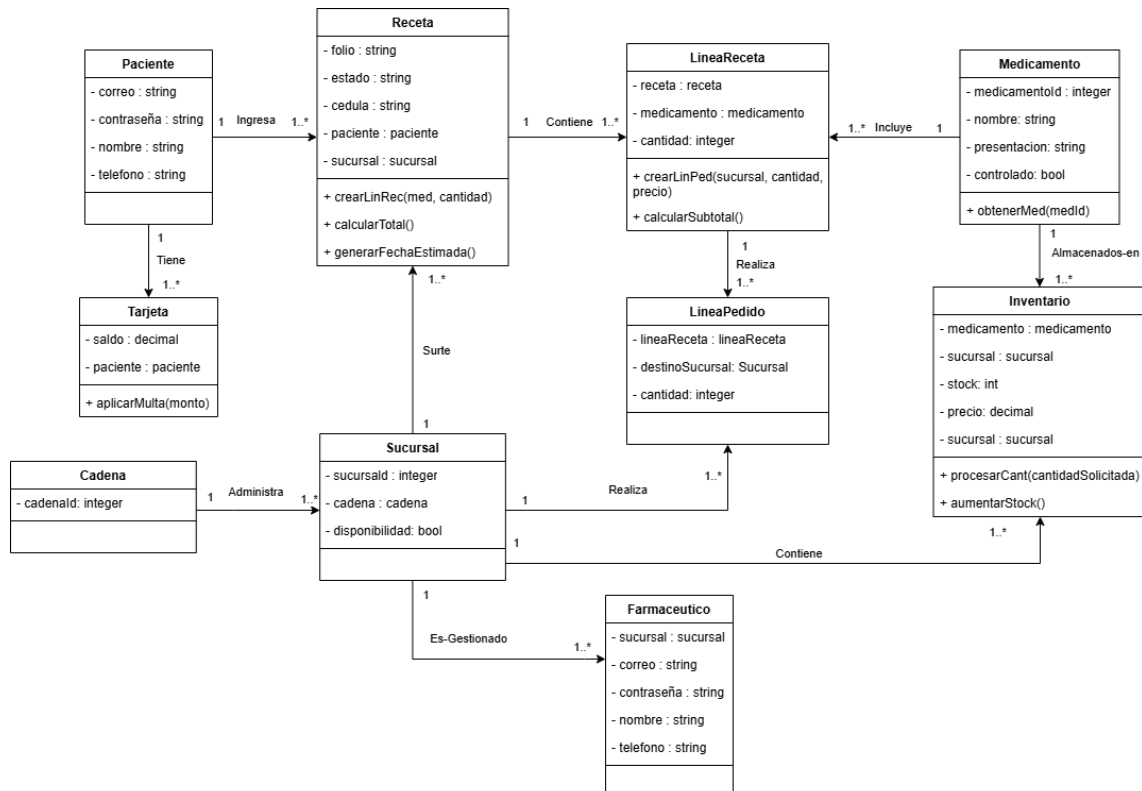 Paciente
- correo : string
- contraseña : string
- nombre : string
- telefono : string
1
Ingresa
1..*
Receta
- folio : string
- estado : string
- cedula : string
- paciente : paciente
- sucursal : sucursal
+ crearLinRec(med, cantidad)
+ calcularTotal()
+ generarFechaEstimada()
1
Contiene
1..*
LineaReceta
- receta : receta
- medicamento : medicamento
- cantidad: integer
+ crearLinPed(sucursal, cantidad,
precio)
+ calcularSubtotal()
1..*
Incluye
1
Medicamento
- medicamentoId : integer
- nombre: string
- presentacion: string
- controlado: bool
+ obtenerMed(medId)
1
Tiene
1..*
Tarjeta
- saldo : decimal
- paciente : paciente
+ aplicarMulta(monto)
1..*
Surte
1
1
Realiza
1..*
LineaPedido
- lineaReceta : lineaReceta
- destinoSucursal: Sucursal
- cantidad: integer
1
Almacenados-en
1..*
Inventario
- medicamento : medicamento
- sucursal : sucursal
- stock: int
- precio: decimal
- sucursal : sucursal
+ procesarCant(cantidadSolicitada)
+ aumentarStock()
Cadena
- cadenaId: integer
1
Administra
1..*
Sucursal
- sucursaId : integer
- cadena : cadena
- disponibilidad: bool
1
Realiza
1..*
1
Contiene
1..*
1
Es-Gestionado
1..*
Farmaceutico
- sucursal : sucursal
- correo : string
- contraseña : string
- nombre : string
- telefono : string